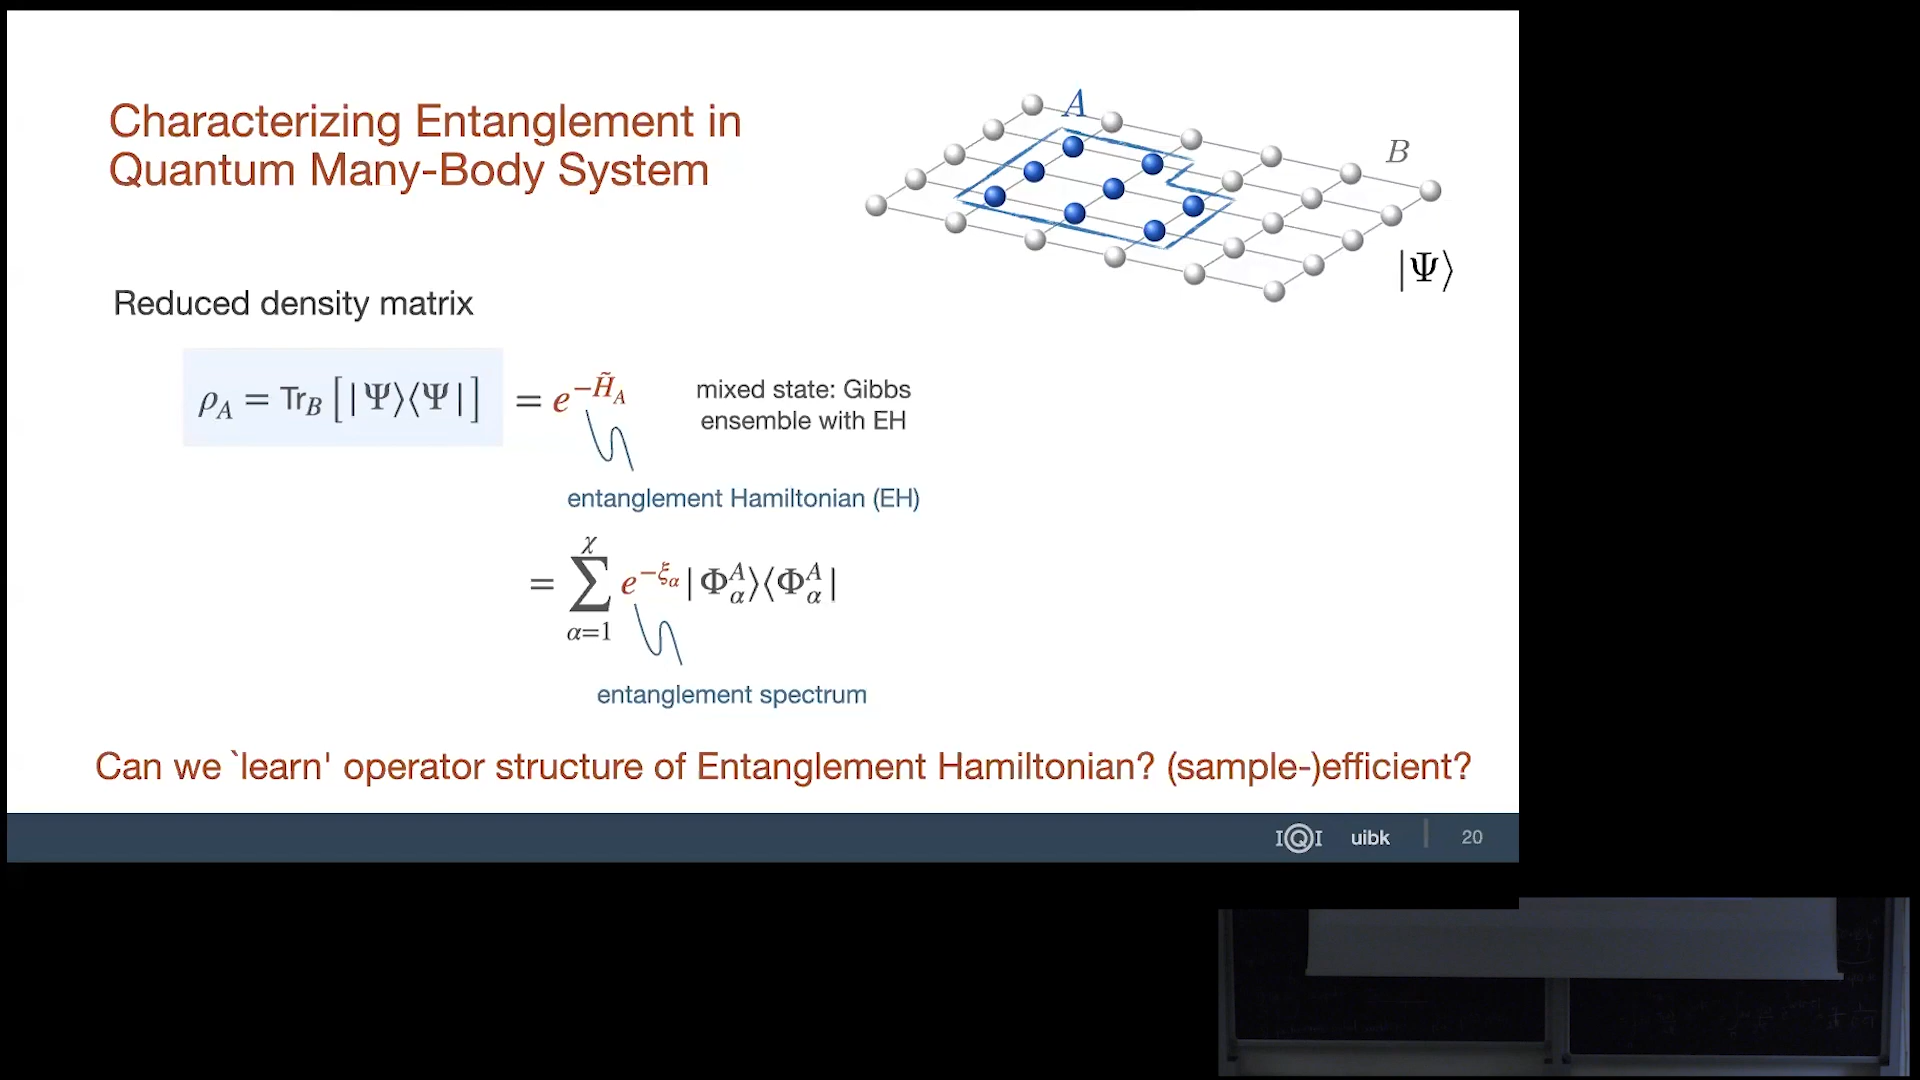 Characterizing Entanglement in
Quantum Many-Body System
A
B
|Ψ⟩
Reduced density matrix
ρ_A = Tr_B [|Ψ⟩⟨Ψ|] = e^{−H̃_A}
mixed state: Gibbs
ensemble with EH
entanglement Hamiltonian (EH)
= ∑_{α=1}^{χ} e^{−ξ_α} |Φ_α^A⟩⟨Φ_α^A|
entanglement spectrum
Can we `learn' operator structure of Entanglement Hamiltonian? (sample-)efficient?
IQI uibk | 20